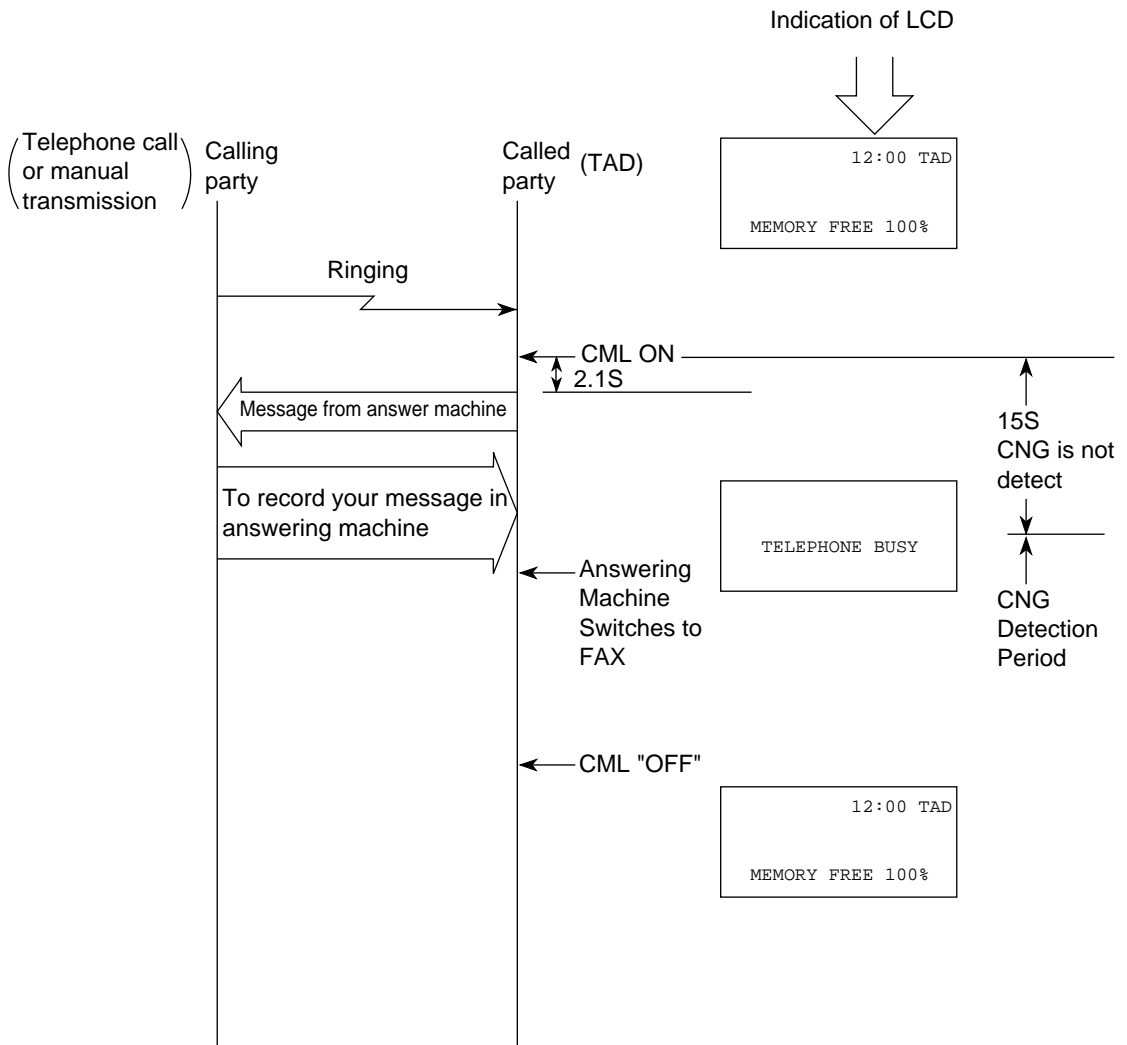 Indication of LCD
(Telephone call
or manual
transmission)
Calling
party
Called
party
(TAD)
12:00 TAD
MEMORY FREE 100%
Ringing
CML ON
2.1S
Message from answer machine
15S
CNG is not
detect
To record your message in
answering machine
TELEPHONE BUSY
Answering
Machine
Switches to
FAX
CNG
Detection
Period
CML "OFF"
12:00 TAD
MEMORY FREE 100%